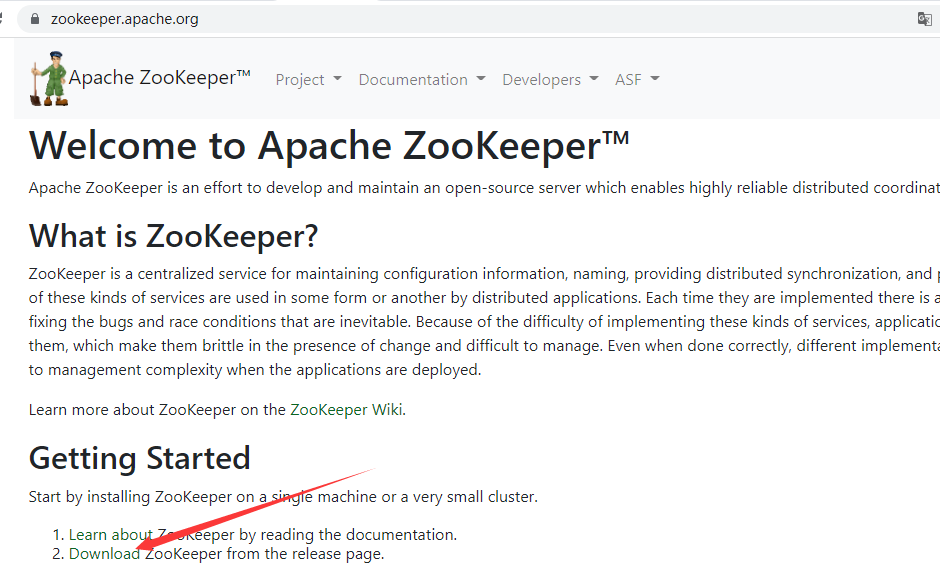 zookeeper.apache.org
Apache ZooKeeper™ Project Documentation Developers ASF
Welcome to Apache ZooKeeper™
Apache ZooKeeper is an effort to develop and maintain an open-source server which enables highly reliable distributed coordinat
What is ZooKeeper?
ZooKeeper is a centralized service for maintaining configuration information, naming, providing distributed synchronization, and p
of these kinds of services are used in some form or another by distributed applications. Each time they are implemented there is a
fixing the bugs and race conditions that are inevitable. Because of the difficulty of implementing these kinds of services, applicatio
them, which make them brittle in the presence of change and difficult to manage. Even when done correctly, different implementa
to management complexity when the applications are deployed.
Learn more about ZooKeeper on the ZooKeeper Wiki.
Getting Started
Start by installing ZooKeeper on a single machine or a very small cluster.
1. Learn about ZooKeeper by reading the documentation.
2. Download ZooKeeper from the release page.